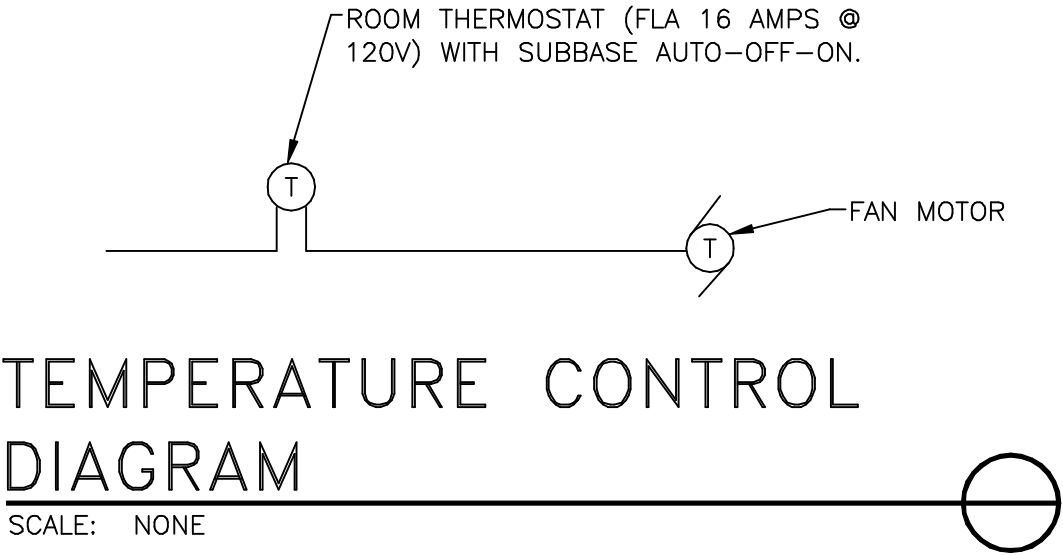 ROOM THERMOSTAT (FLA 16 AMPS @
120V) WITH SUBBASE AUTO-OFF-ON.
T
FAN MOTOR
T
TEMPERATURE CONTROL
DIAGRAM
SCALE: NONE